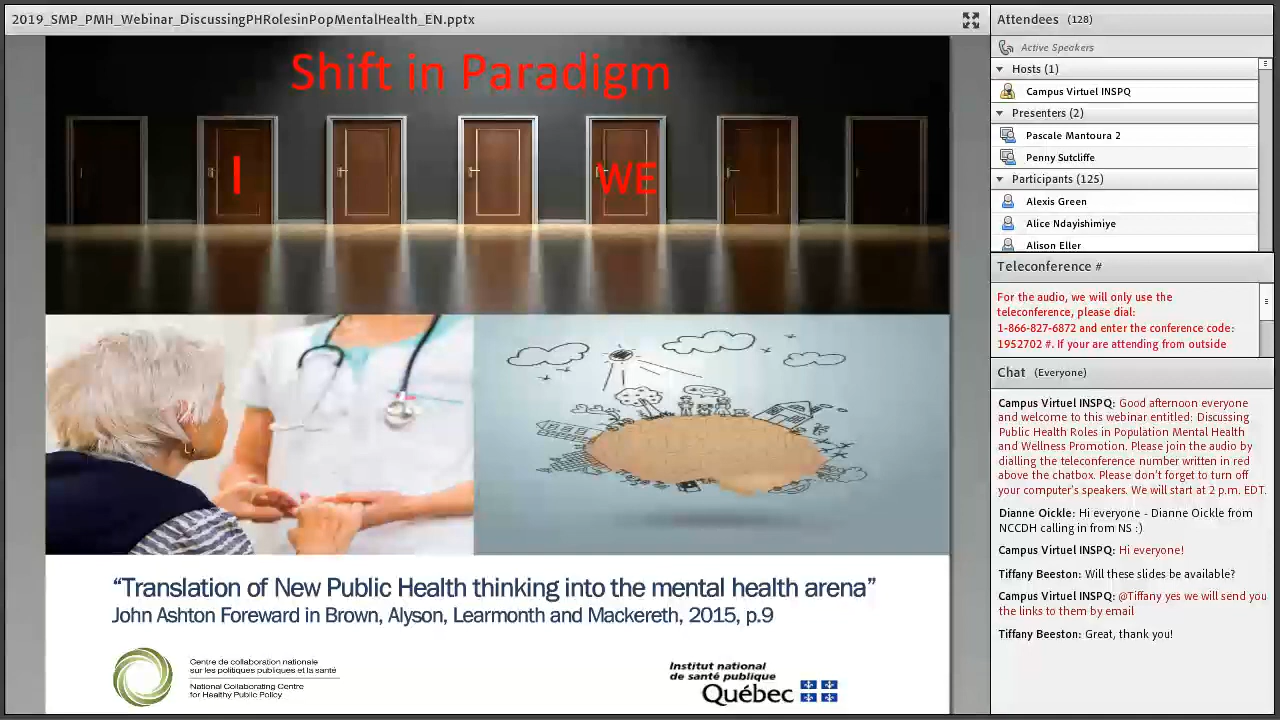 2019_SMP_PMH_Webinar_DiscussingPHRolesinPopMentalHealth_EN.pptx
Shift in Paradigm
I
WE
“Translation of New Public Health thinking into the mental health arena”
John Ashton Foreward in Brown, Alyson, Learmonth and Mackereth, 2015, p.9
Centre de collaboration nationale
sur les politiques publiques et la santé
National Collaborating Centre
for Healthy Public Policy
Institut national
de santé publique
Québec
Attendees (128)
Active Speakers
Hosts (1)
Campus Virtuel INSPQ
Presenters (2)
Pascale Mantoura 2
Penny Sutcliffe
Participants (125)
Alexis Green
Alice Ndayishimiye
Alison Eller
Teleconference #
For the audio, we will only use the
teleconference, please dial:
1-866-827-6872 and enter the conference code:
1952702 #. If your are attending from outside
Chat (Everyone)
Campus Virtuel INSPQ: Good afternoon everyone
and welcome to this webinar entitled: Discussing
Public Health Roles in Population Mental Health
and Wellness Promotion. Please join the audio by
dialling the teleconference number written in red
above the chatbox. Please don't forget to turn off
your computer's speakers. We will start at 2 p.m. EDT.
Dianne Oickle: Hi everyone - Dianne Oickle from
NCCDH calling in from NS :)
Campus Virtuel INSPQ: Hi everyone!
Tiffany Beeston: Will these slides be available?
Campus Virtuel INSPQ: @Tiffany yes we will send you
the links to them by email
Tiffany Beeston: Great, thank you!